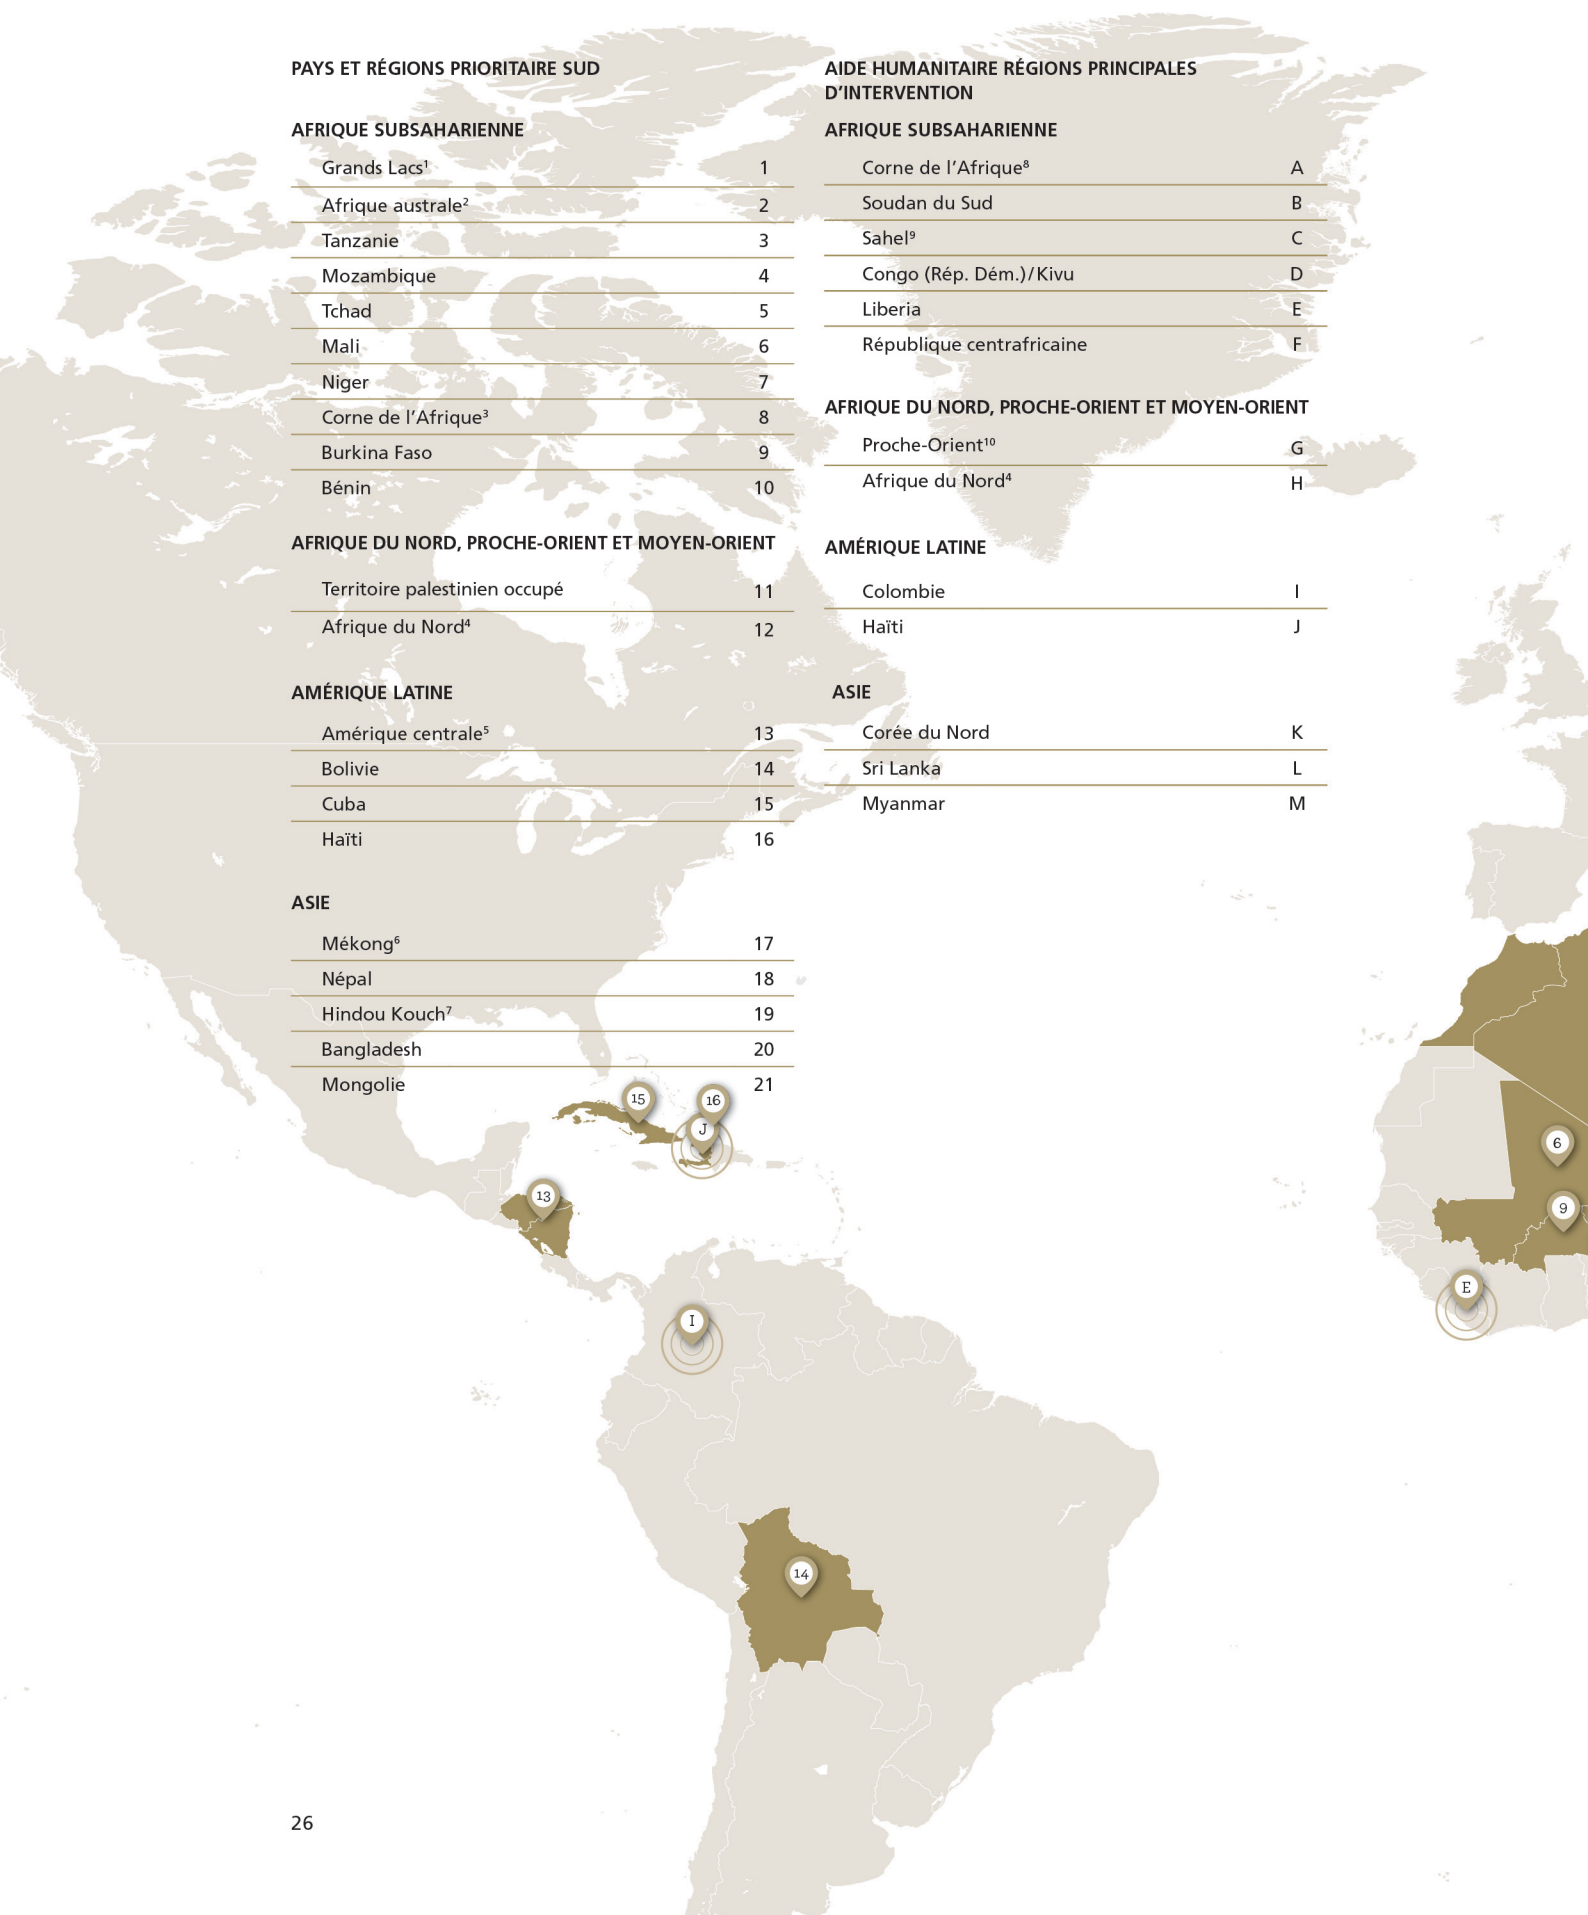 PAYS ET RÉGIONS PRIORITAIRE SUD
AFRIQUE SUBSAHARIENNE
Grands Lacs¹ 1
Afrique australe² 2
Tanzanie 3
Mozambique 4
Tchad 5
Mali 6
Niger 7
Corne de l’Afrique³ 8
Burkina Faso 9
Bénin 10
AFRIQUE DU NORD, PROCHE-ORIENT ET MOYEN-ORIENT
Territoire palestinien occupé 11
Afrique du Nord⁴ 12
AMÉRIQUE LATINE
Amérique centrale⁵ 13
Bolivie 14
Cuba 15
Haïti 16
ASIE
Mékong⁶ 17
Népal 18
Hindou Kouch⁷ 19
Bangladesh 20
Mongolie 21
AIDE HUMANITAIRE RÉGIONS PRINCIPALES
D’INTERVENTION
AFRIQUE SUBSAHARIENNE
Corne de l’Afrique⁸ A
Soudan du Sud B
Sahel⁹ C
Congo (Rép. Dém.)/Kivu D
Liberia E
République centrafricaine F
AFRIQUE DU NORD, PROCHE-ORIENT ET MOYEN-ORIENT
Proche-Orient¹⁰ G
Afrique du Nord⁴ H
AMÉRIQUE LATINE
Colombie I
Haïti J
ASIE
Corée du Nord K
Sri Lanka L
Myanmar M
15
16
J
13
6
9
E
I
14
26